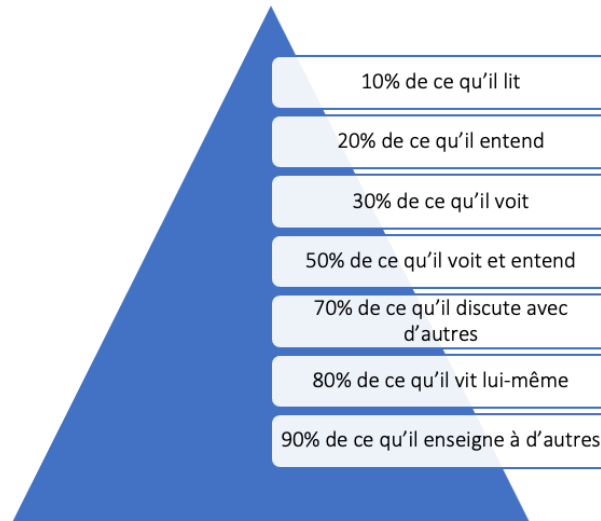 10% de ce qu'il lit
20% de ce qu'il entend
30% de ce qu'il voit
50% de ce qu'il voit et entend
70% de ce qu'il discute avec
d'autres
80% de ce qu'il vit lui-même
90% de ce qu'il enseigne à d'autres